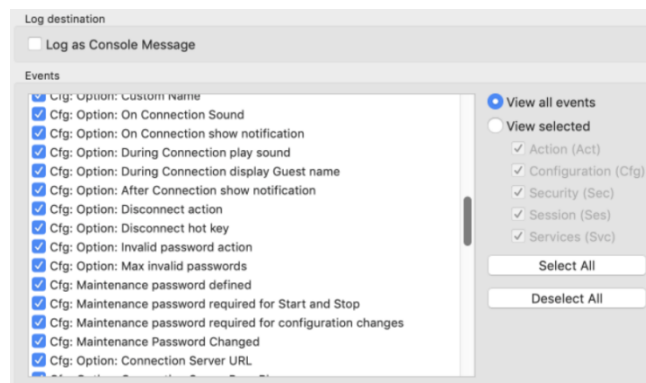 Log destination
Log as Console Message
Events
Cfg: Option: Custom Name
Cfg: Option: On Connection Sound
Cfg: Option: On Connection show notification
Cfg: Option: During Connection play sound
Cfg: Option: During Connection display Guest name
Cfg: Option: After Connection show notification
Cfg: Option: Disconnect action
Cfg: Option: Disconnect hot key
Cfg: Option: Invalid password action
Cfg: Option: Max invalid passwords
Cfg: Maintenance password defined
Cfg: Maintenance password required for Start and Stop
Cfg: Maintenance password required for configuration changes
Cfg: Maintenance Password Changed
Cfg: Option: Connection Server URL
View all events
View selected
Action (Act)
Configuration (Cfg)
Security (Sec)
Session (Ses)
Services (Svc)
Select All
Deselect All